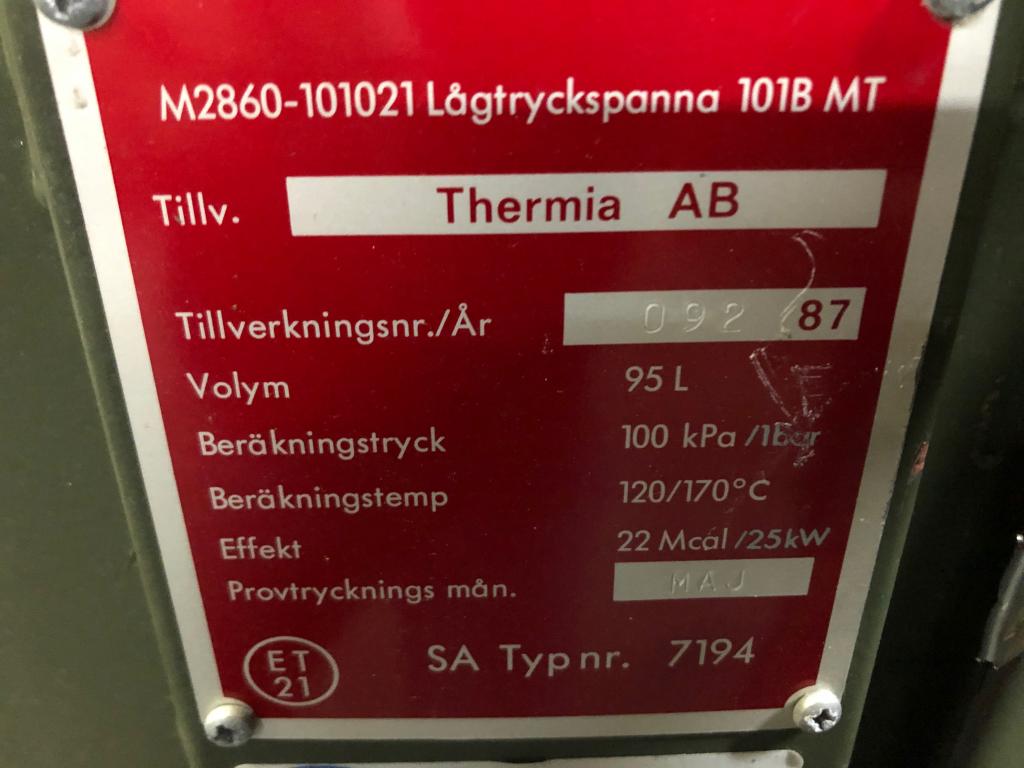 M2860-101021 Lågtryckspanna 101B MT
Tillv. Thermia AB
Tillverkningsnr./År 092 87
Volym 95 L
Beräkningstryck 100 kPa /1bar
Beräkningstemp 120/170°C
Effekt 22 Mcal /25kW
Provtrycknings mån. MAJ
ET
21
SA Typ nr. 7194